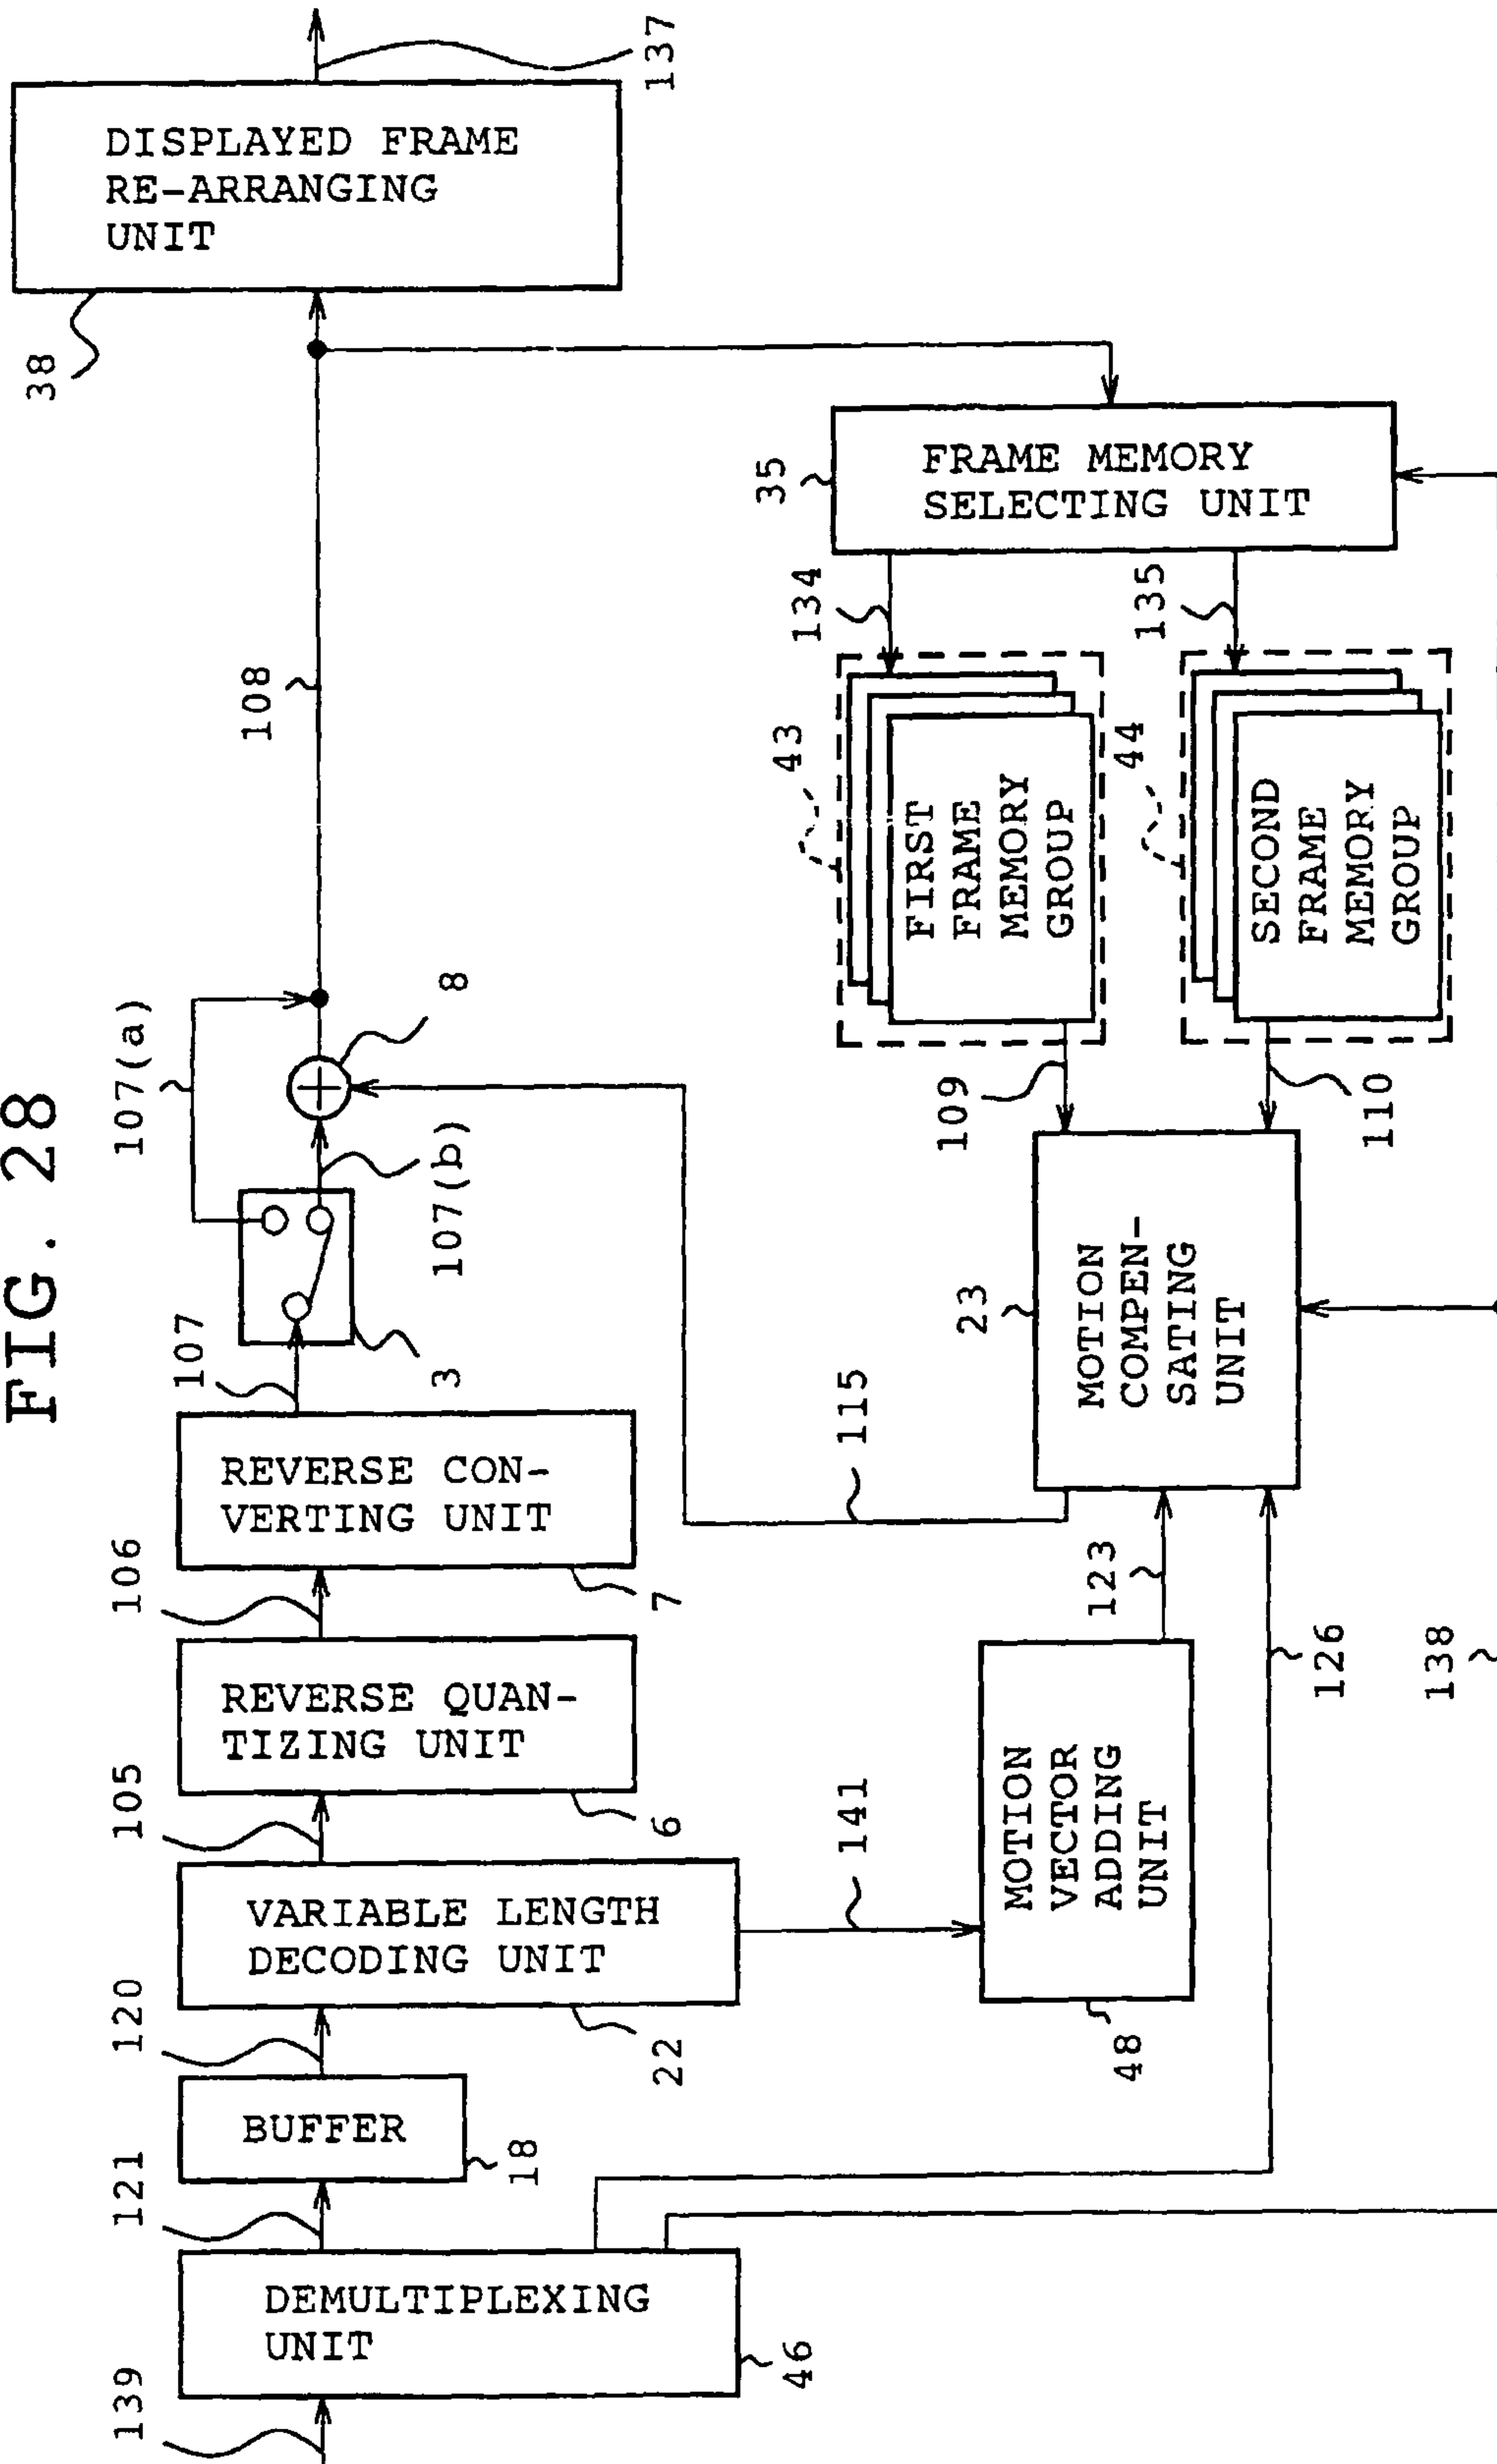 FIG. 28
139
DEMULTIPLEXING
UNIT
46
121
BUFFER
18
120
VARIABLE LENGTH
DECODING UNIT
22
105
REVERSE QUAN-
TIZING UNIT
6
106
REVERSE CON-
VERTING UNIT
7
107
3
107(a)
107(b)
8
108
38
DISPLAYED FRAME
RE-ARRANGING
UNIT
137
141
MOTION
VECTOR
ADDING
UNIT
48
123
126
138
115
23
MOTION
COMPEN-
SATING
UNIT
109
110
43
FIRST
FRAME
MEMORY
GROUP
44
SECOND
FRAME
MEMORY
GROUP
134
135
35
FRAME MEMORY
SELECTING UNIT